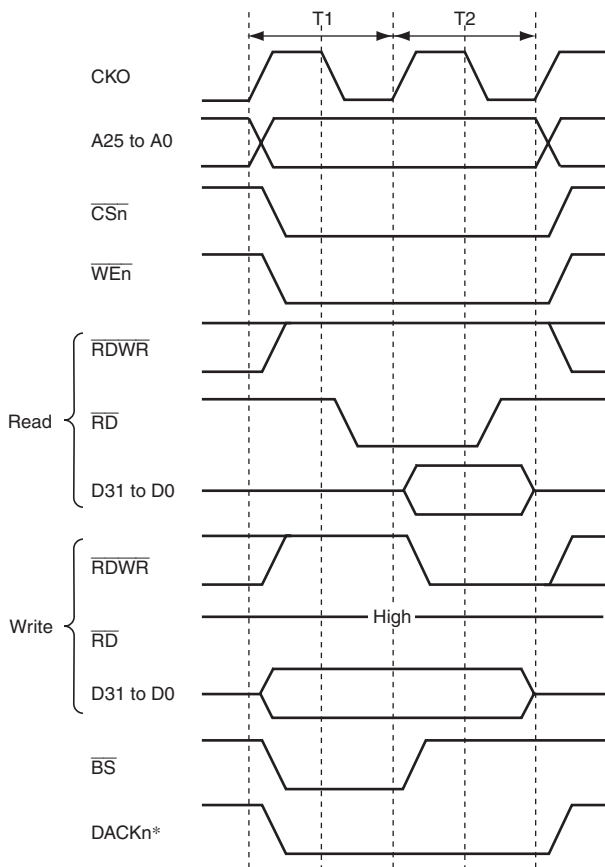 T1 T2
CKO
A25 to A0
CSn
WEn
RDWR
Read
RD
D31 to D0
RDWR
Write
High
RD
D31 to D0
BS
DACKn*